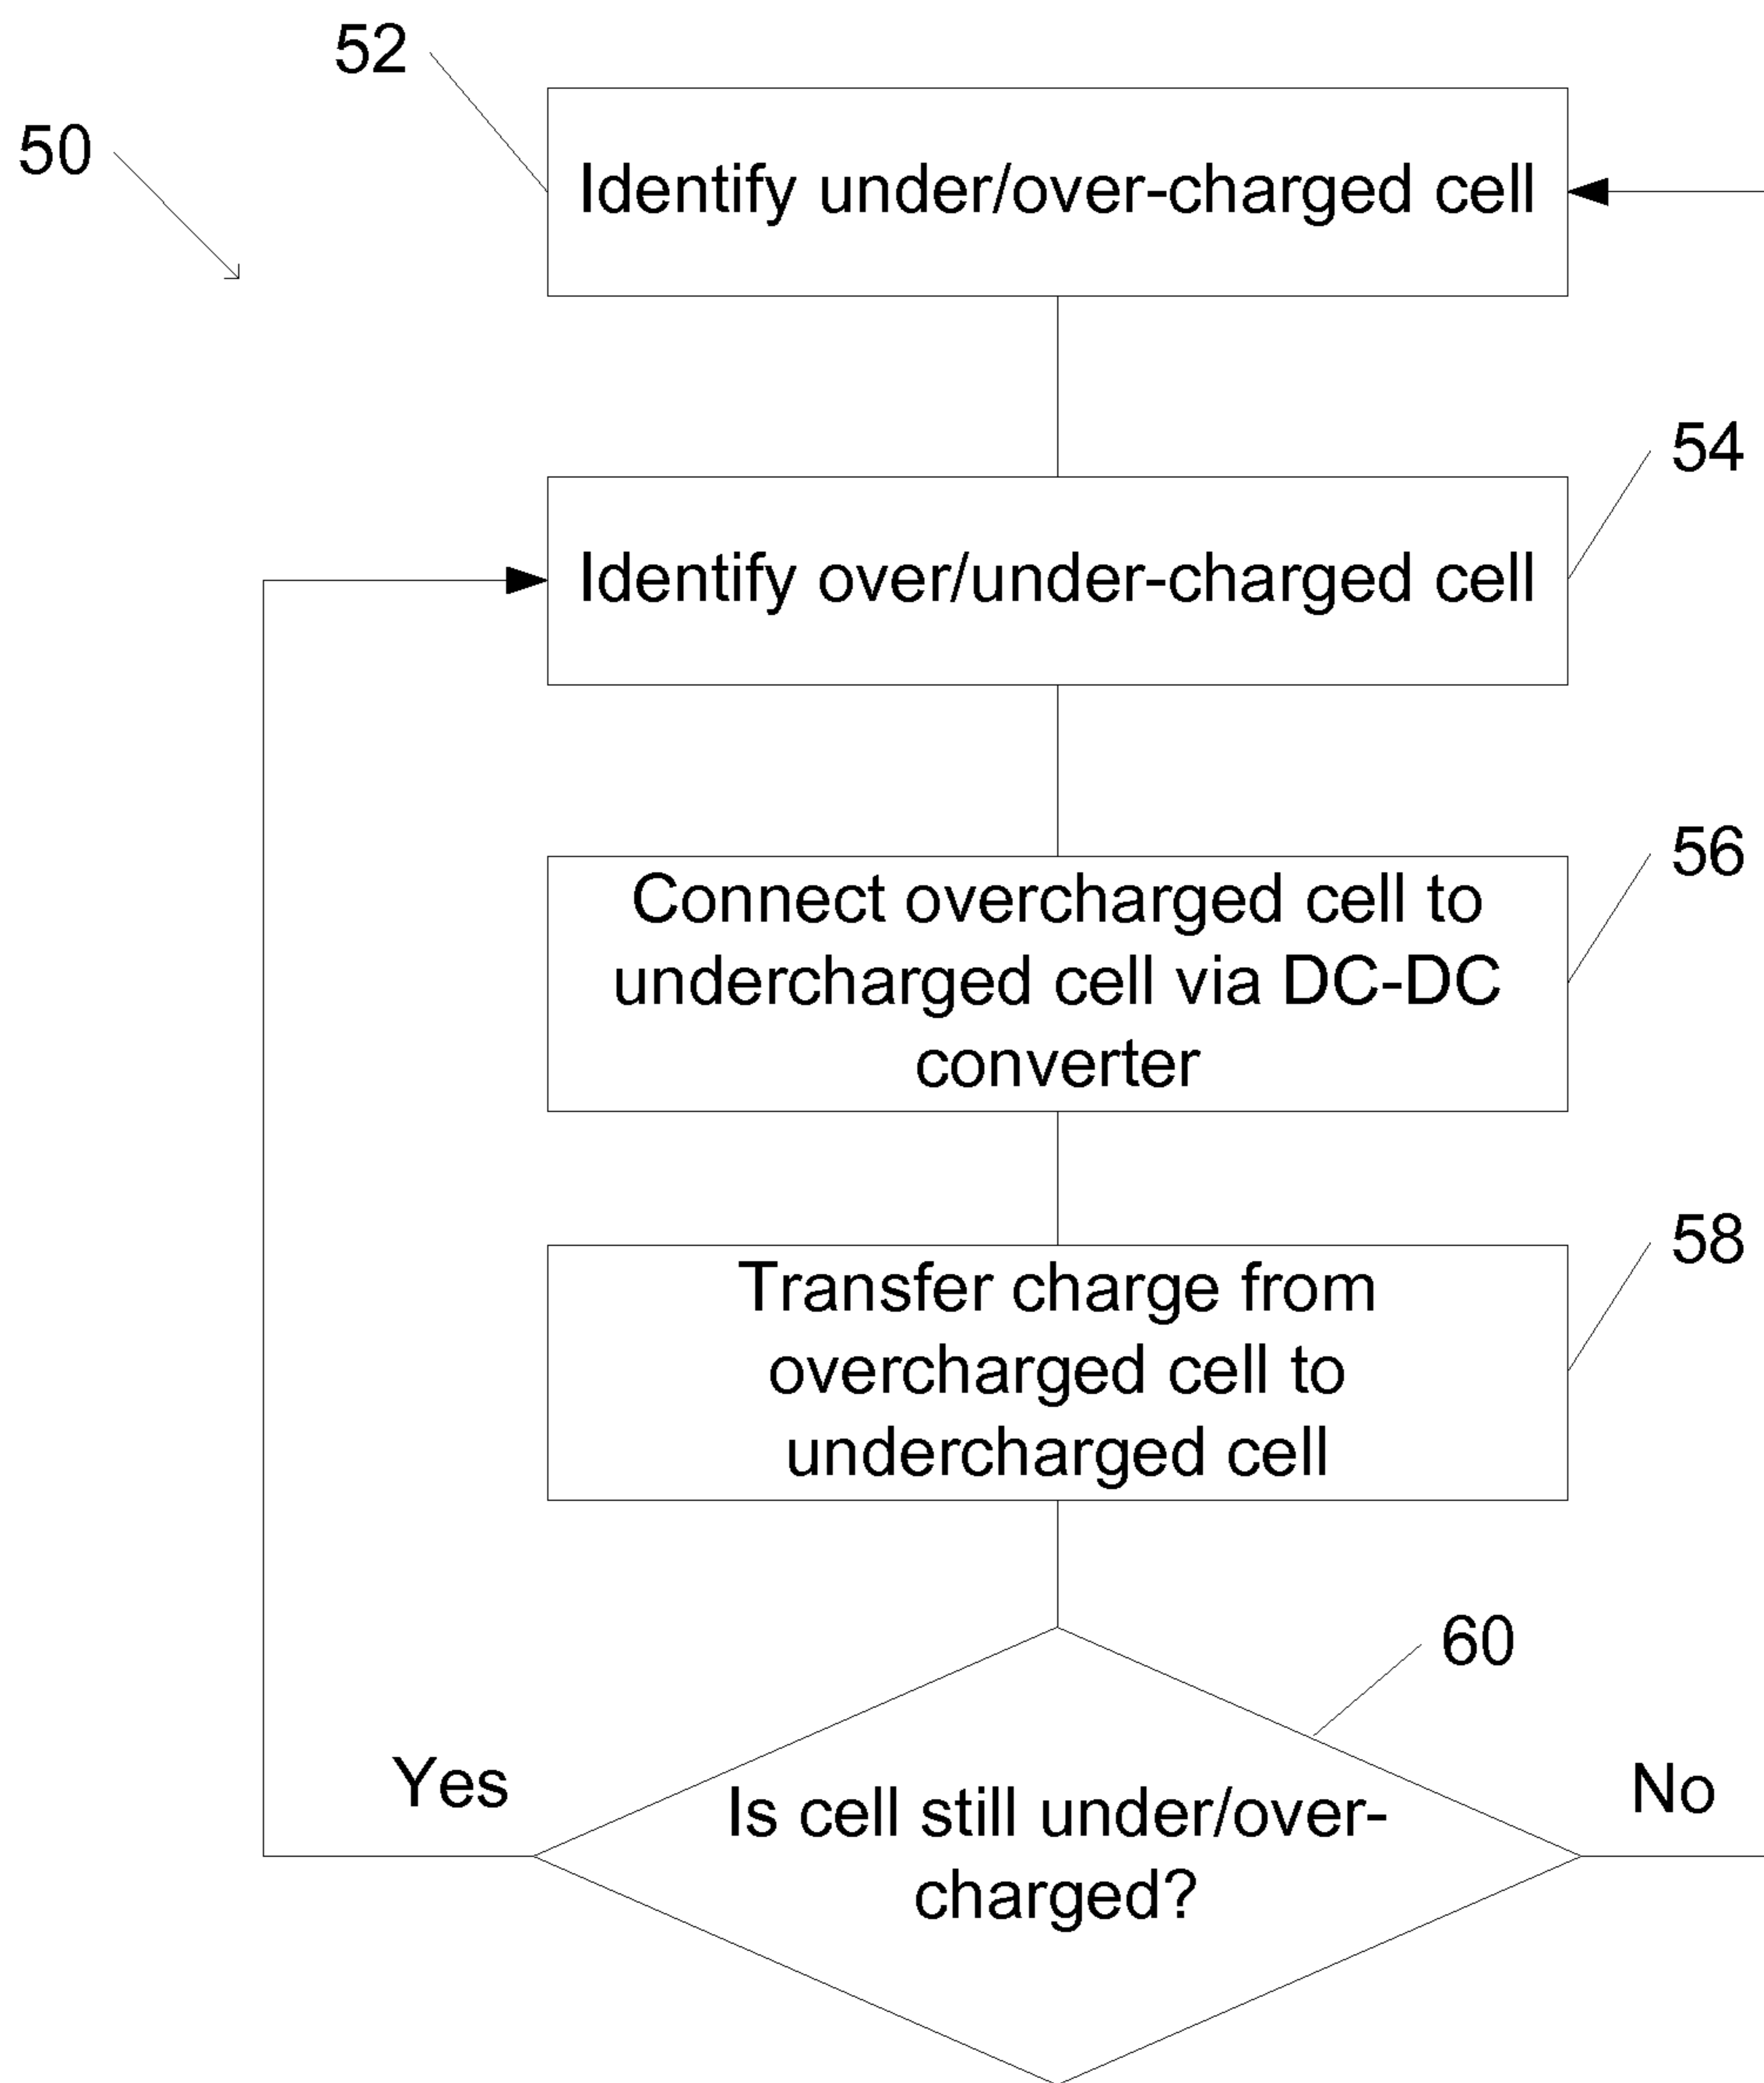 52
50
Identify under/over-charged cell
54
Identify over/under-charged cell
56
Connect overcharged cell to
undercharged cell via DC-DC
converter
58
Transfer charge from
overcharged cell to
undercharged cell
60
Yes
No
Is cell still under/over-
charged?